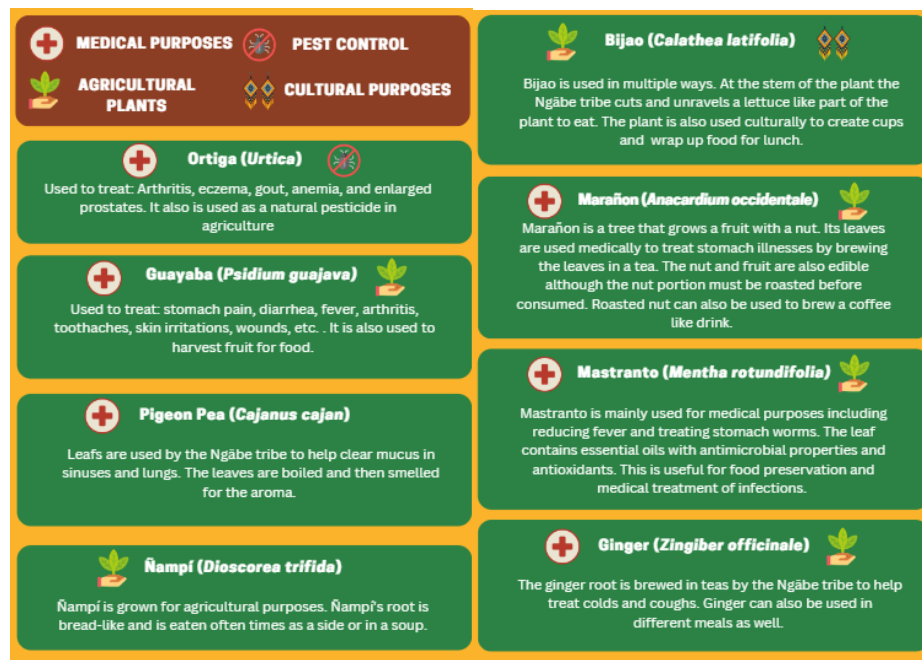 MEDICAL PURPOSES
PEST CONTROL
AGRICULTURAL
PLANTS
CULTURAL PURPOSES
Ortiga (Urtica)
Used to treat: Arthritis, eczema, gout, anemia, and enlarged
prostates. It also is used as a natural pesticide in
agriculture
Guayaba (Psidium guajava)
Used to treat: stomach pain, diarrhea, fever, arthritis,
toothaches, skin irritations, wounds, etc. . It is also used to
harvest fruit for food.
Pigeon Pea (Cajanus cajan)
Leafs are used by the Ngäbe tribe to help clear mucus in
sinuses and lungs. The leaves are boiled and then smelled
for the aroma.
Ñampí (Dioscorea trifida)
Ñampí is grown for agricultural purposes. Ñampí's root is
bread-like and is eaten often times as a side or in a soup.
Bijao (Calathea latifolia)
Bijao is used in multiple ways. At the stem of the plant the
Ngäbe tribe cuts and unravels a lettuce like part of the
plant to eat. The plant is also used culturally to create cups
and wrap up food for lunch.
Marañon (Anacardium occidentale)
Marañon is a tree that grows a fruit with a nut. Its leaves
are used medically to treat stomach illnesses by brewing
the leaves in a tea. The nut and fruit are also edible
although the nut portion must be roasted before
consumed. Roasted nut can also be used to brew a coffee
like drink.
Mastranto (Mentha rotundifolia)
Mastranto is mainly used for medical purposes including
reducing fever and treating stomach worms. The leaf
contains essential oils with antimicrobial properties and
antioxidants. This is useful for food preservation and
medical treatment of infections.
Ginger (Zingiber officinale)
The ginger root is brewed in teas by the Ngäbe tribe to help
treat colds and coughs. Ginger can also be used in
different meals as well.